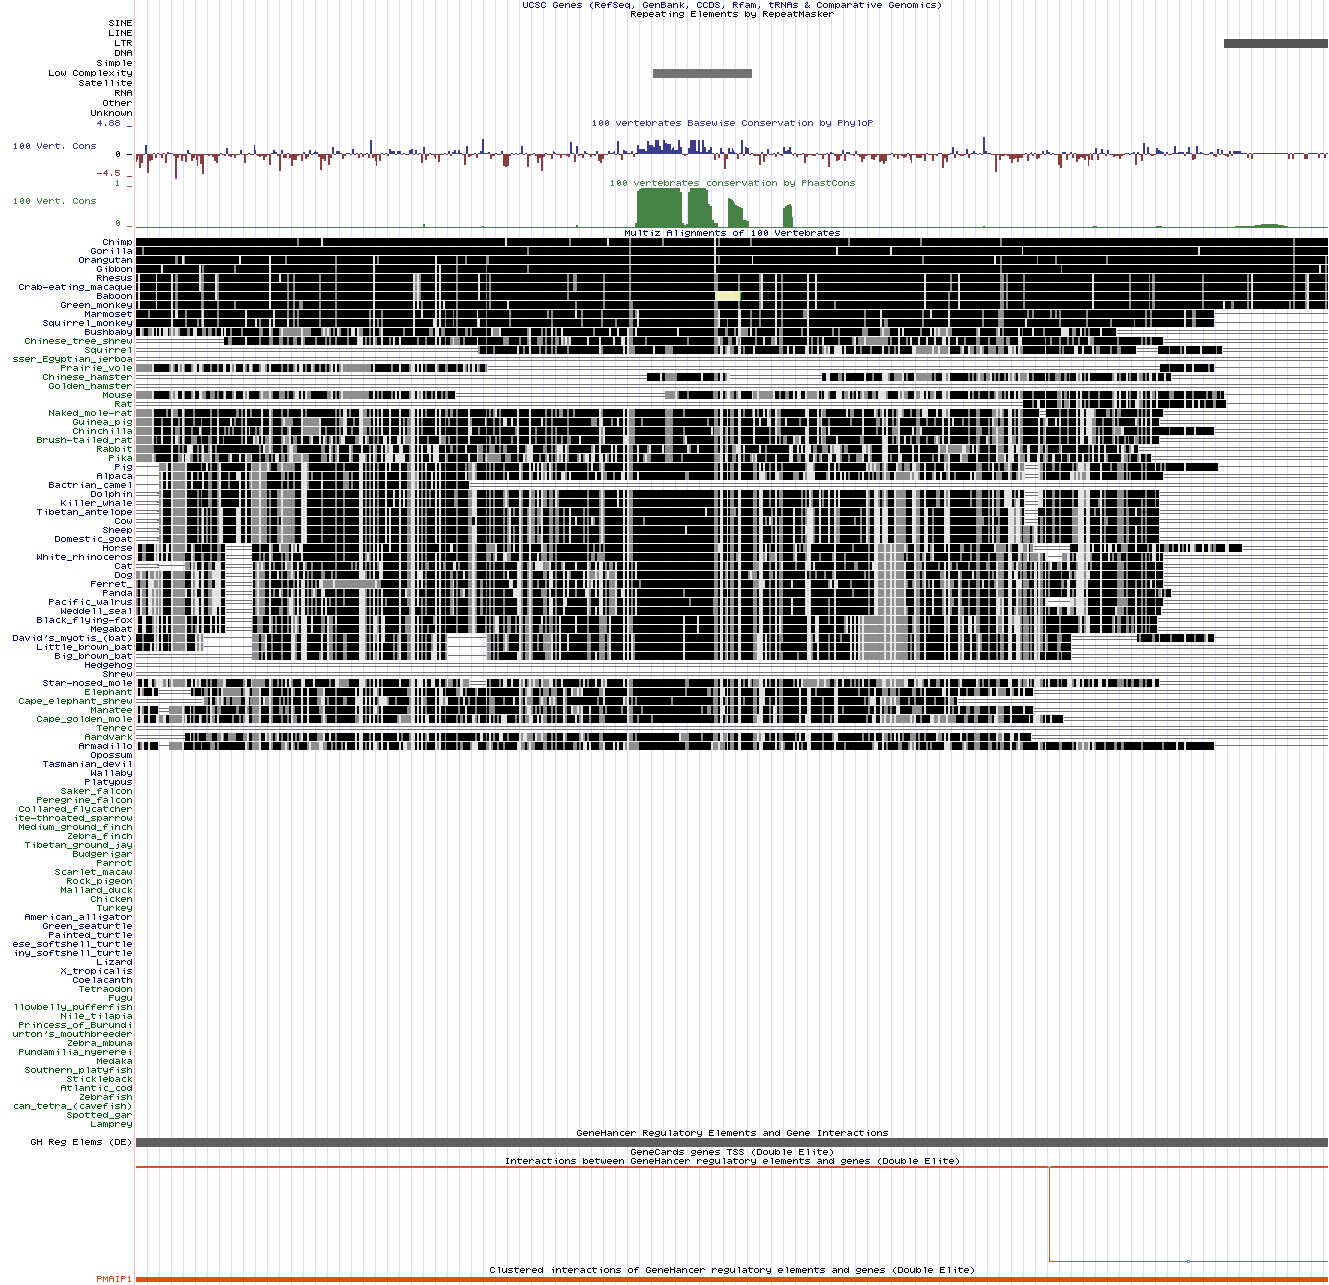 UCSC Genes (RefSeq, GenBank, CCDS, Rfam, tRNAs & Comparative Genomics)
Repeating Elements by RepeatMasker
SINE
LINE
LTR
DNA
Simple
Low Complexity
Satellite
RNA
Other
Unknown
4.88 _
100 vertebrates Basewise Conservation by PhyloP
100 Vert. Cons
0 _
-4.5 _
1 _
100 vertebrates conservation by PhastCons
100 Vert. Cons
0 _
Multiz Alignments of 100 Vertebrates
Chimp
Gorilla
Orangutan
Gibbon
Rhesus
Crab-eating_macaque
Baboon
Green_monkey
Marmoset
Squirrel_monkey
Bushbaby
Chinese_tree_shrew
Squirrel
sser_Egyptian_jerboa
Prairie_vole
Chinese_hamster
Golden_hamster
Mouse
Rat
Naked_mole-rat
Guinea_pig
Chinchilla
Brush-tailed_rat
Rabbit
Pika
Pig
Alpaca
Bactrian_camel
Dolphin
Killer_whale
Tibetan_antelope
Cow
Sheep
Domestic_goat
Horse
White_rhinoceros
Cat
Dog
Ferret_
Panda
Pacific_walrus
Weddell_seal
Black_flying-fox
Megabat
David's_myotis_(bat)
Little_brown_bat
Big_brown_bat
Hedgehog
Shrew
Star-nosed_mole
Elephant
Cape_elephant_shrew
Manatee
Cape_golden_mole
Tenrec
Aardvark
Armadillo
Opossum
Tasmanian_devil
Wallaby
Platypus
Saker_falcon
Peregrine_falcon
Collared_flycatcher
ite-throated_sparrow
Medium_ground_finch
Zebra_finch
Tibetan_ground_jay
Budgerigar
Parrot
Scarlet_macaw
Rock_pigeon
Mallard_duck
Chicken
Turkey
American_alligator
Green_seaturtle
Painted_turtle
ese_softshell_turtle
iny_softshell_turtle
Lizard
X_tropicalis
Coelacanth
Tetraodon
Fugu
llowbelly_pufferfish
Nile_tilapia
Princess_of_Burundi
urton's_mouthbreeder
Zebra_mbuna
Pundamilia_nyererei
Medaka
Southern_platyfish
Stickleback
Atlantic_cod
Zebrafish
can_tetra_(cavefish)
Spotted_gar
Lamprey
GeneHancer Regulatory Elements and Gene Interactions
GH Reg Elems (DE)
GeneCards genes TSS (Double Elite)
Interactions between GeneHancer regulatory elements and genes (Double Elite)
Clustered interactions of GeneHancer regulatory elements and genes (Double Elite)
PMAIP1